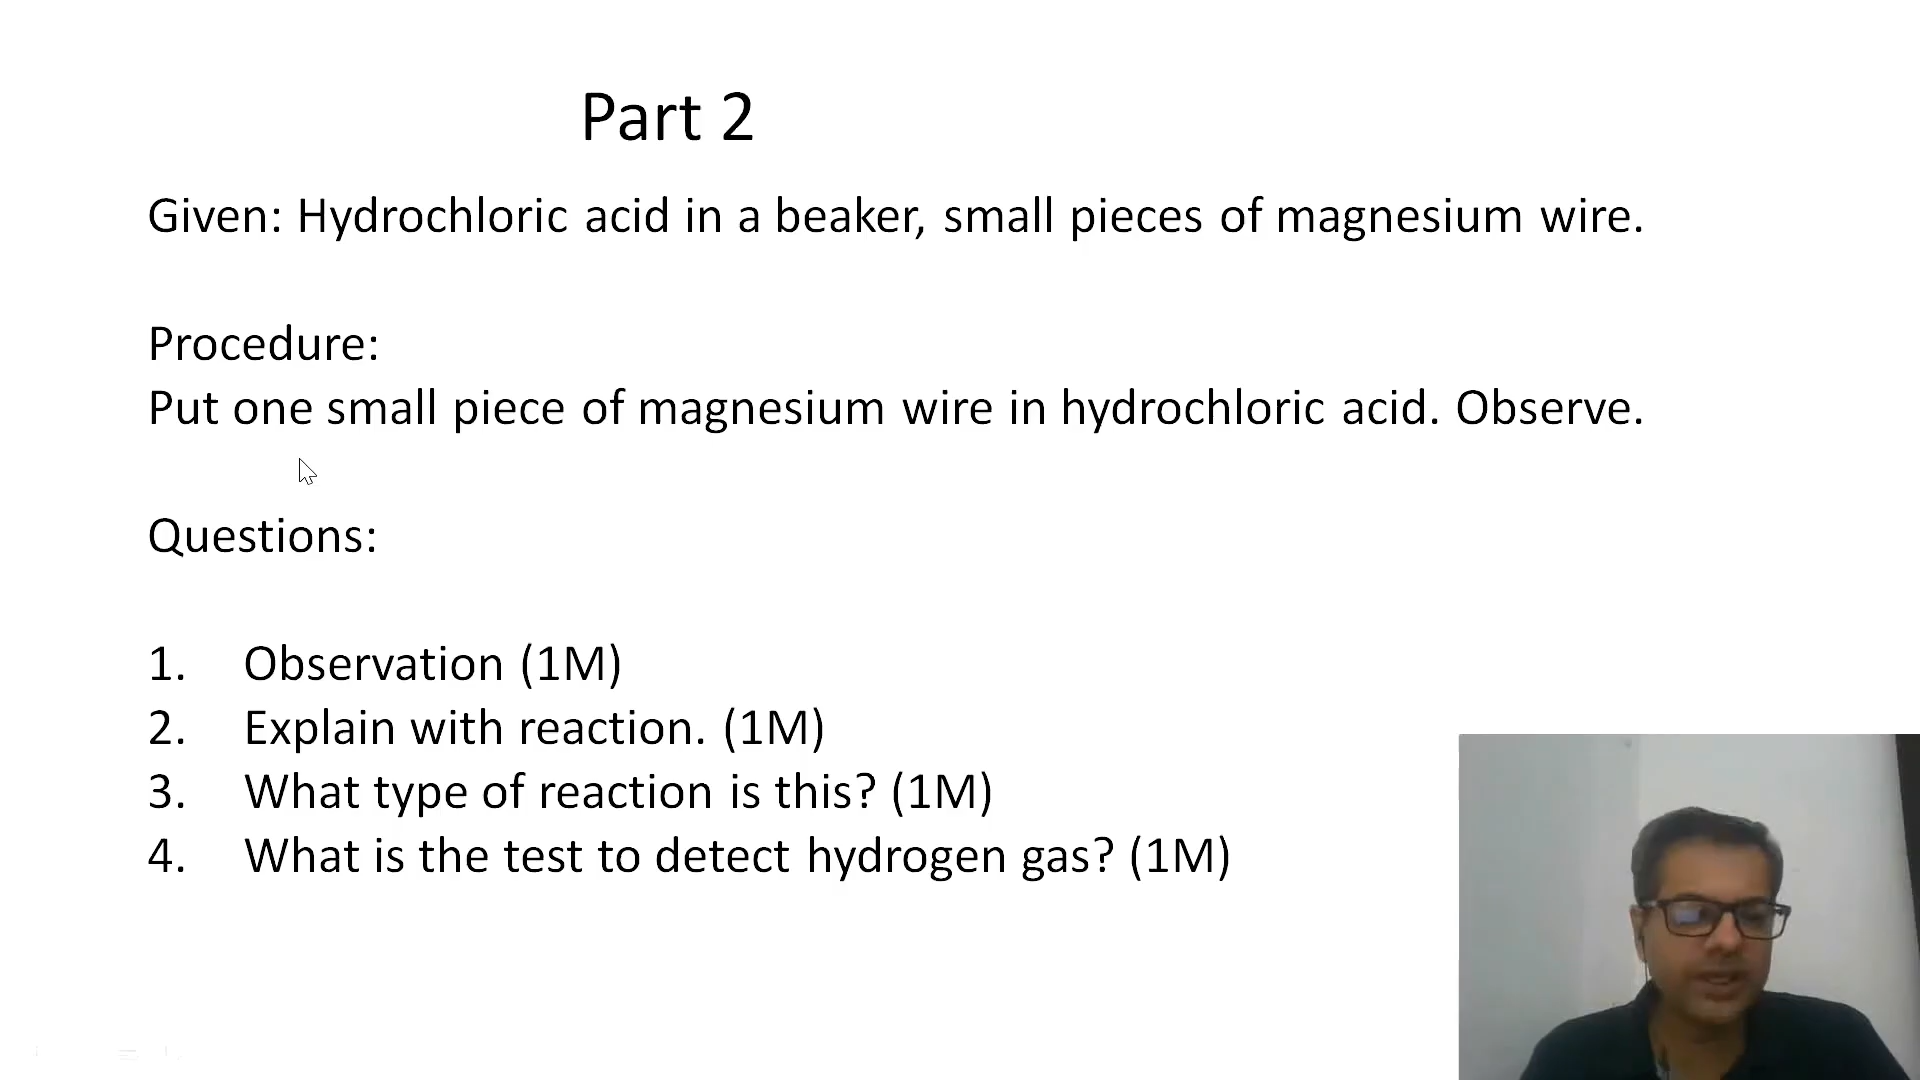 Part 2
Given: Hydrochloric acid in a beaker, small pieces of magnesium wire.
Procedure:
Put one small piece of magnesium wire in hydrochloric acid. Observe.
Questions:
1. Observation (1M)
2. Explain with reaction. (1M)
3. What type of reaction is this? (1M)
4. What is the test to detect hydrogen gas? (1M)